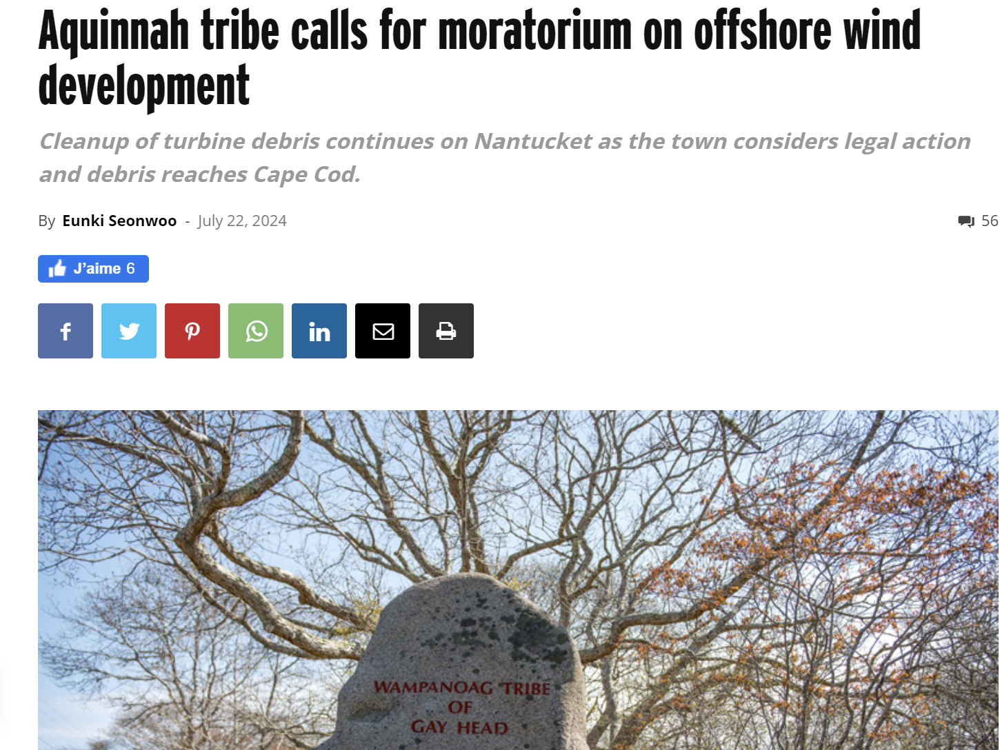 Aquinnah tribe calls for moratorium on offshore wind
development
Cleanup of turbine debris continues on Nantucket as the town considers legal action
and debris reaches Cape Cod.
By Eunki Seonwoo - July 22, 2024
56
J’aime 6
WAMPANOAG TRIBE
OF
GAY HEAD